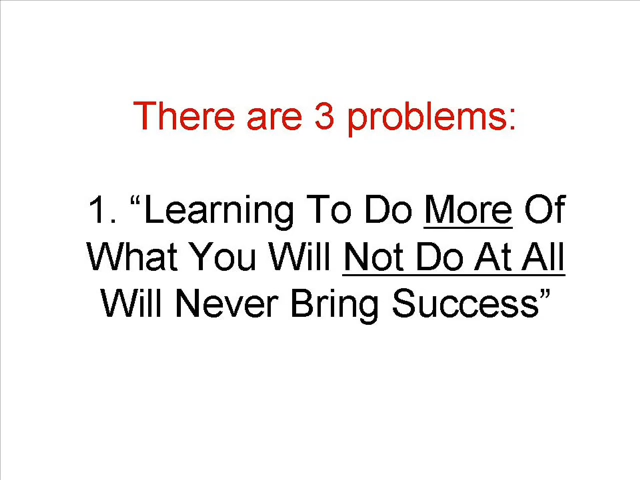 There are 3 problems:
1. “Learning To Do More Of
What You Will Not Do At All
Will Never Bring Success”